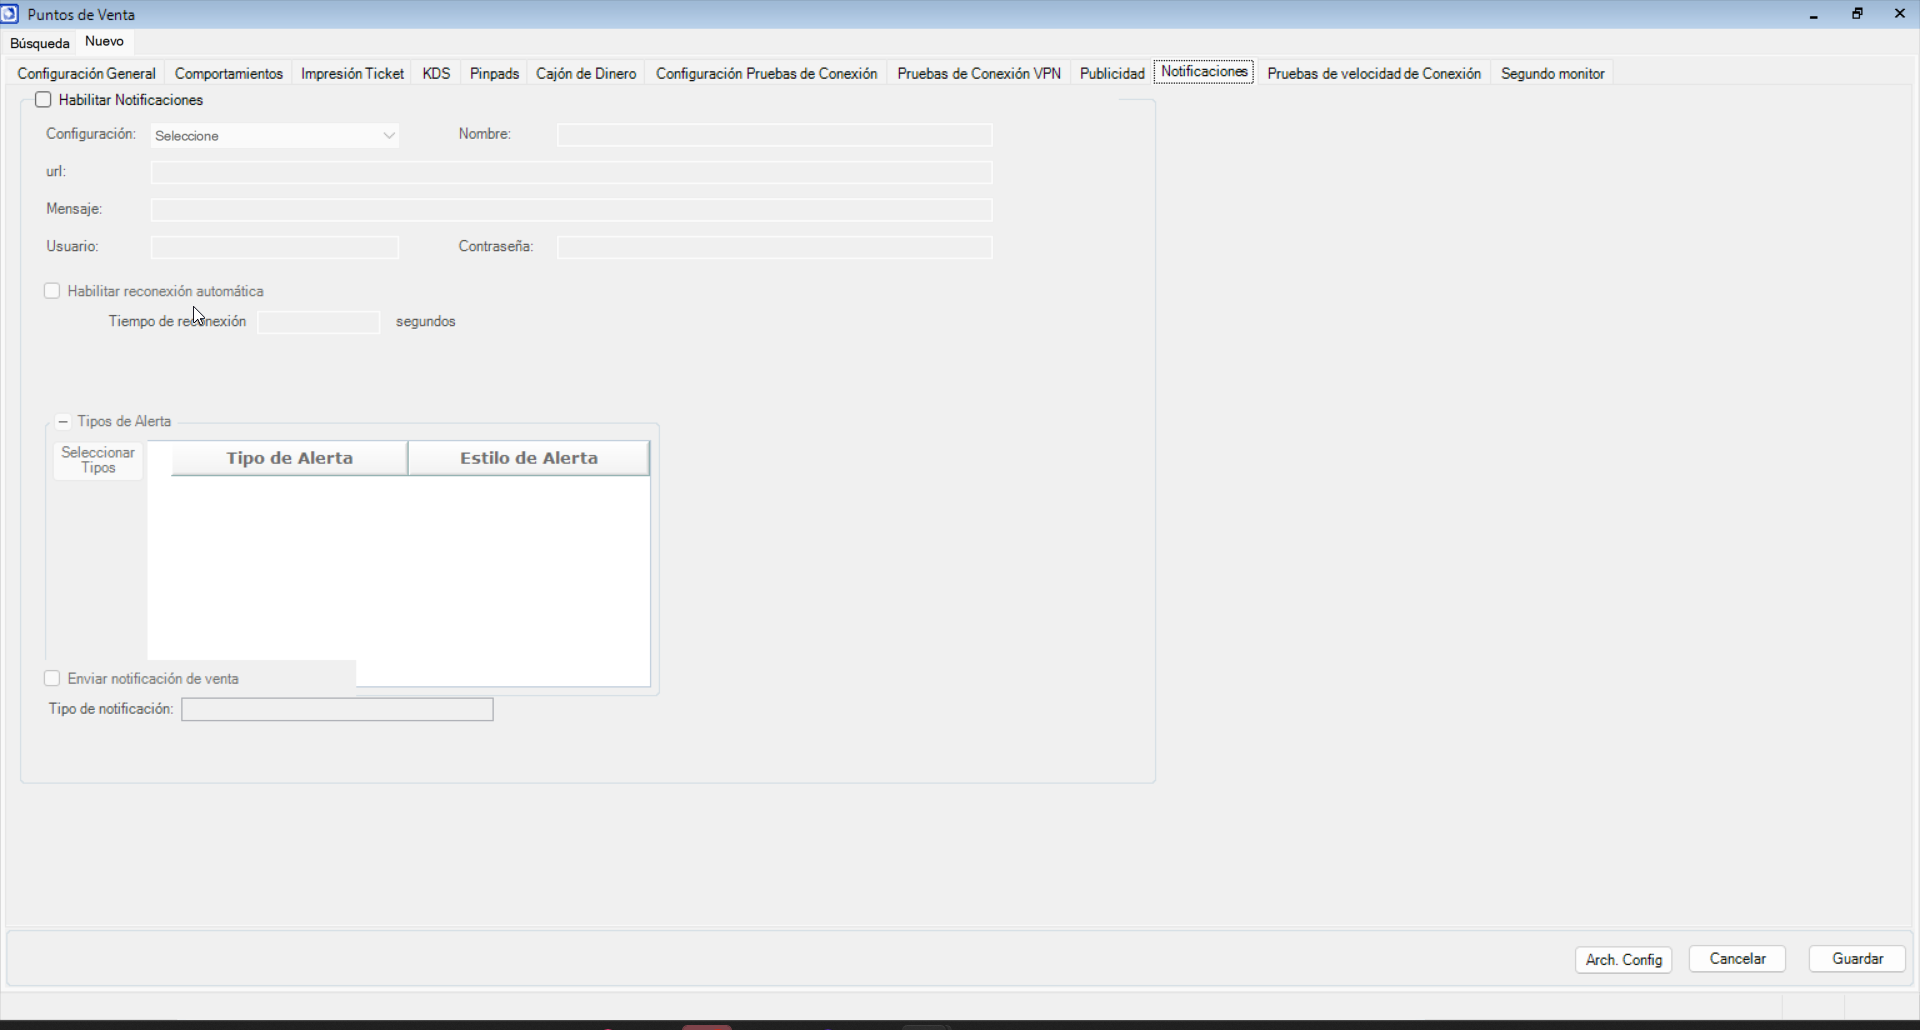 Puntos de Venta
Búsqueda Nuevo
Configuración General Comportamientos Impresión Ticket KDS Pinpads Cajón de Dinero Configuración Pruebas de Conexión Pruebas de Conexión VPN Publicidad Notificaciones Pruebas de velocidad de Conexión Segundo monitor
Habilitar Notificaciones
Configuración: Seleccione Nombre:
url:
Mensaje:
Usuario: Contraseña:
Habilitar reconexión automática
Tiempo de reconexión segundos
Tipos de Alerta
Seleccionar
Tipos
Tipo de Alerta Estilo de Alerta
Enviar notificación de venta
Tipo de notificación:
Arch. Config Cancelar Guardar